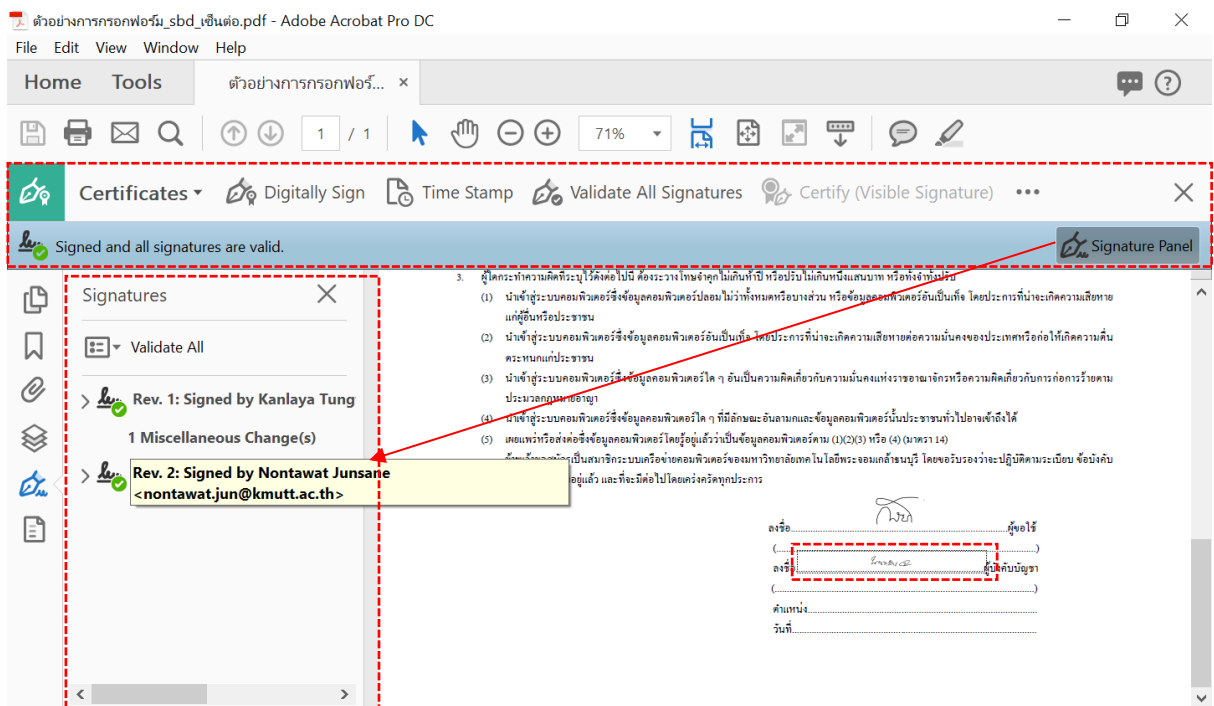 ตัวอย่างการกรอกฟอร์ม_sbd_เซ็นต่อ.pdf - Adobe Acrobat Pro DC
File Edit View Window Help
Home Tools ตัวอย่างการกรอกฟอร์... ×
1 / 1 71%
Certificates Digitally Sign Time Stamp Validate All Signatures Certify (Visible Signature) •••
Signed and all signatures are valid. Signature Panel
Signatures
Validate All
Rev. 1: Signed by Kanlaya Tung
1 Miscellaneous Change(s)
Rev. 2: Signed by Nontawat Junsane
<nontawat.jun@kmutt.ac.th>
3. ผู้ใดกระทำความผิดที่ระบุไว้ดังต่อไปนี้ ต้องระวางโทษจำคุกไม่เกินห้าปี หรือปรับไม่เกินหนึ่งแสนบาท หรือทั้งจำทั้งปรับ
(1) นำเข้าสู่ระบบคอมพิวเตอร์ซึ่งข้อมูลคอมพิวเตอร์ปลอมไม่ว่าทั้งหมดหรือบางส่วน หรือข้อมูลคอมพิวเตอร์อันเป็นเท็จ โดยประการที่น่าจะเกิดความเสียหาย
แก่ผู้อื่นหรือประชาชน
(2) นำเข้าสู่ระบบคอมพิวเตอร์ซึ่งข้อมูลคอมพิวเตอร์อันเป็นเท็จ โดยประการที่น่าจะเกิดความเสียหายต่อความมั่นคงของประเทศหรือก่อให้เกิดความตื่น
ตระหนกแก่ประชาชน
(3) นำเข้าสู่ระบบคอมพิวเตอร์ซึ่งข้อมูลคอมพิวเตอร์ใด ๆ อันเป็นความผิดเกี่ยวกับความมั่นคงแห่งราชอาณาจักรหรือความผิดเกี่ยวกับการก่อการร้ายตาม
ประมวลกฎหมายอาญา
(4) นำเข้าสู่ระบบคอมพิวเตอร์ซึ่งข้อมูลคอมพิวเตอร์ใด ๆ ที่มีลักษณะอันลามกและข้อมูลคอมพิวเตอร์นั้นประชาชนทั่วไปอาจเข้าถึงได้
(5) เผยแพร่หรือส่งต่อซึ่งข้อมูลคอมพิวเตอร์โดยรู้อยู่แล้วว่าเป็นข้อมูลคอมพิวเตอร์ตาม (1)(2)(3) หรือ (4) (มาตรา 14)
ข้าพเจ้าขอสมัครเป็นสมาชิกระบบเครือข่ายคอมพิวเตอร์ของมหาวิทยาลัยเทคโนโลยีพระจอมเกล้าธนบุรี โดยขอรับรองว่าจะปฏิบัติตามระเบียบ ข้อบังคับ
อยู่แล้ว และที่จะมีต่อไปโดยเคร่งครัดทุกประการ
ลงชื่อ...ผู้ขอใช้
(...)
ลงชื่อ ผู้บังคับบัญชา
(...)
ตำแหน่ง...
วันที่...